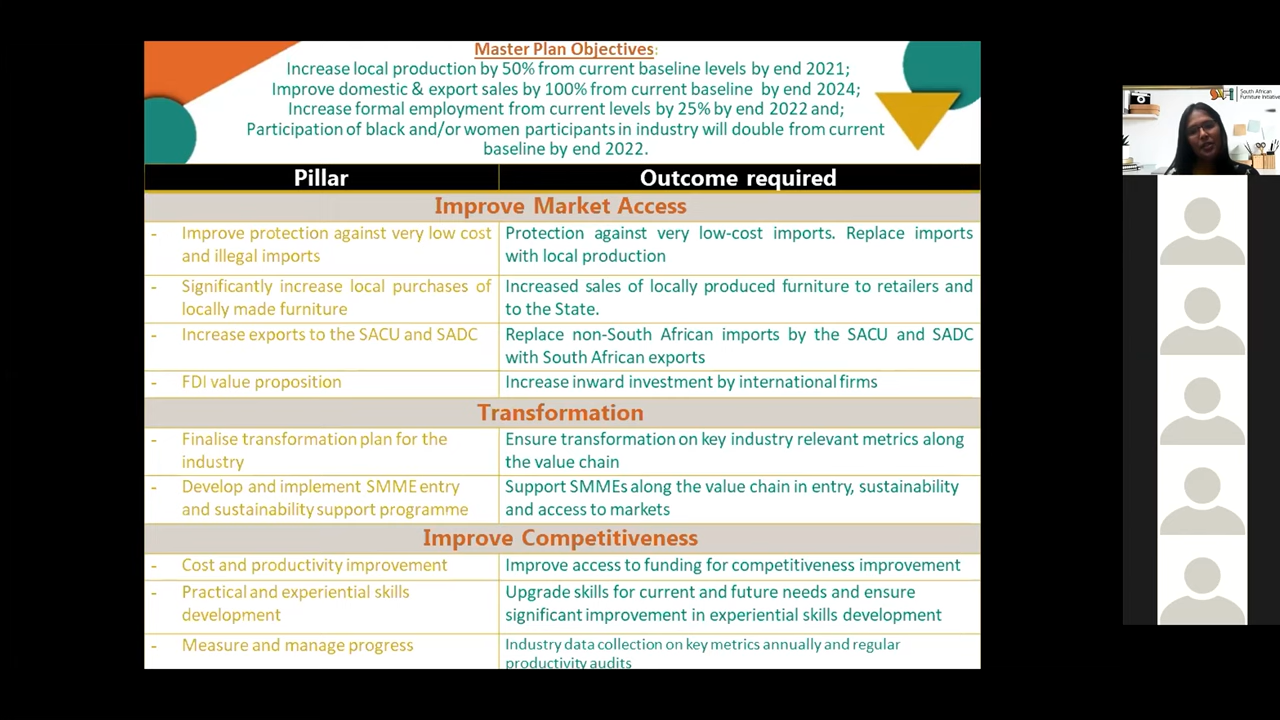 Master Plan Objectives:
Increase local production by 50% from current baseline levels by end 2021;
Improve domestic & export sales by 100% from current baseline by end 2024;
Increase formal employment from current levels by 25% by end 2022 and;
Participation of black and/or women participants in industry will double from current
baseline by end 2022.
Pillar
Outcome required
Improve Market Access
- Improve protection against very low cost
and illegal imports
Protection against very low-cost imports. Replace imports
with local production
- Significantly increase local purchases of
locally made furniture
Increased sales of locally produced furniture to retailers and
to the State.
- Increase exports to the SACU and SADC
Replace non-South African imports by the SACU and SADC
with South African exports
- FDI value proposition
Increase inward investment by international firms
Transformation
- Finalise transformation plan for the
industry
Ensure transformation on key industry relevant metrics along
the value chain
- Develop and implement SMME entry
and sustainability support programme
Support SMMEs along the value chain in entry, sustainability
and access to markets
Improve Competitiveness
- Cost and productivity improvement
Improve access to funding for competitiveness improvement
- Practical and experiential skills
development
Upgrade skills for current and future needs and ensure
significant improvement in experiential skills development
- Measure and manage progress
Industry data collection on key metrics annually and regular
productivity audits
South African
Furniture Initiative